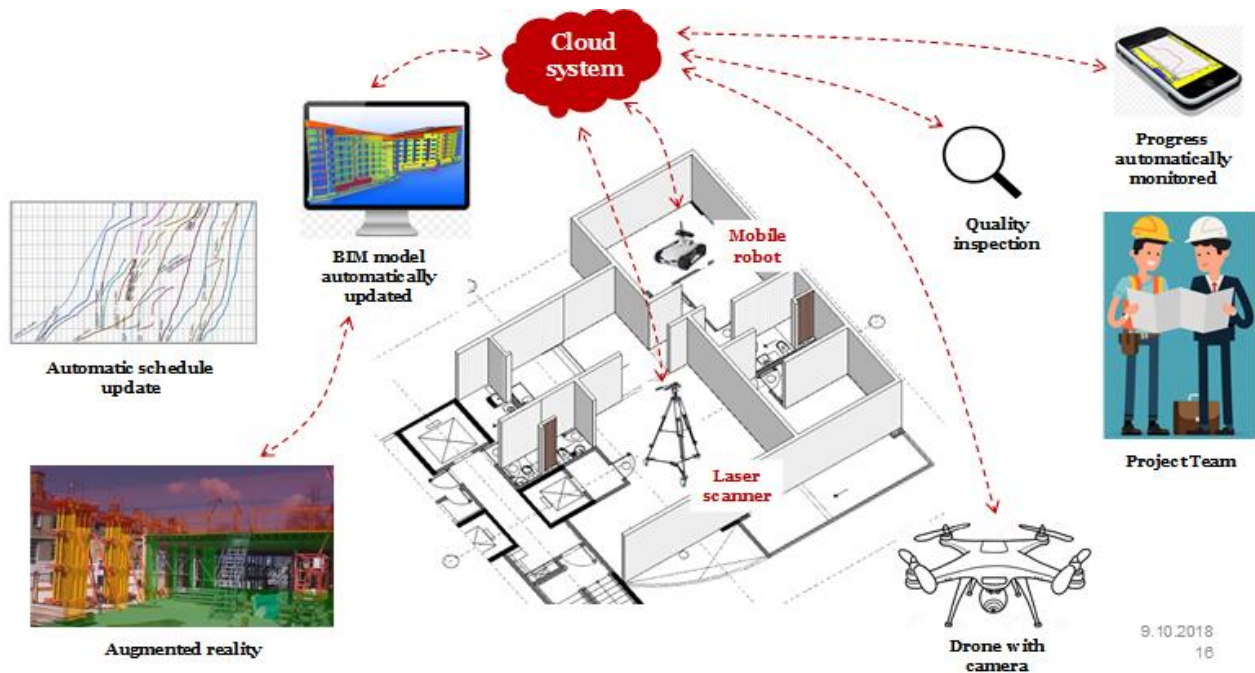 Cloud
system
Progress
automatically
monitored
Quality
inspection
Mobile
robot
BIM model
automatically
updated
Automatic schedule
update
Project Team
Laser
scanner
Augmented reality
Drone with
camera
9.10.2018
16